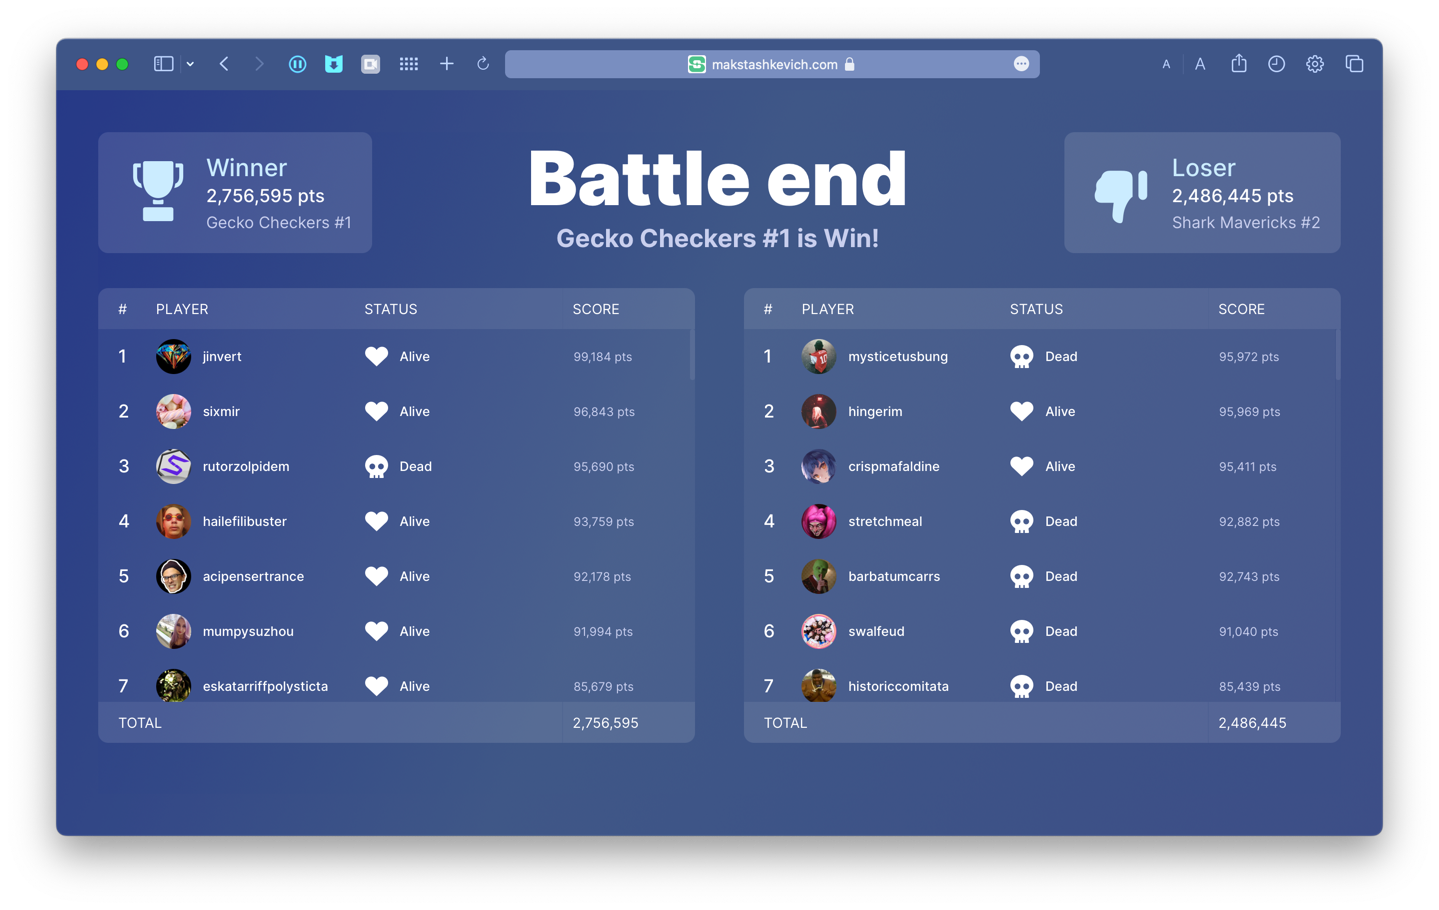 makstashkevich.com
A
A
Winner
2,756,595 pts
Gecko Checkers #1
Battle end
Gecko Checkers #1 is Win!
Loser
2,486,445 pts
Shark Mavericks #2
# PLAYER STATUS SCORE
1 jinvert Alive 99,184 pts
2 sixmir Alive 96,843 pts
3 rutorzolpidem Dead 95,690 pts
4 hailefilibuster Alive 93,759 pts
5 acipensertrance Alive 92,178 pts
6 mumpysuzhou Alive 91,994 pts
7 eskatarriffpolysticta Alive 85,679 pts
TOTAL 2,756,595
# PLAYER STATUS SCORE
1 mysticetusbung Dead 95,972 pts
2 hingerim Alive 95,969 pts
3 crispmafaldine Alive 95,411 pts
4 stretchmeal Dead 92,882 pts
5 barbatumcarrs Dead 92,743 pts
6 swalfeud Dead 91,040 pts
7 historiccomitata Dead 85,439 pts
TOTAL 2,486,445